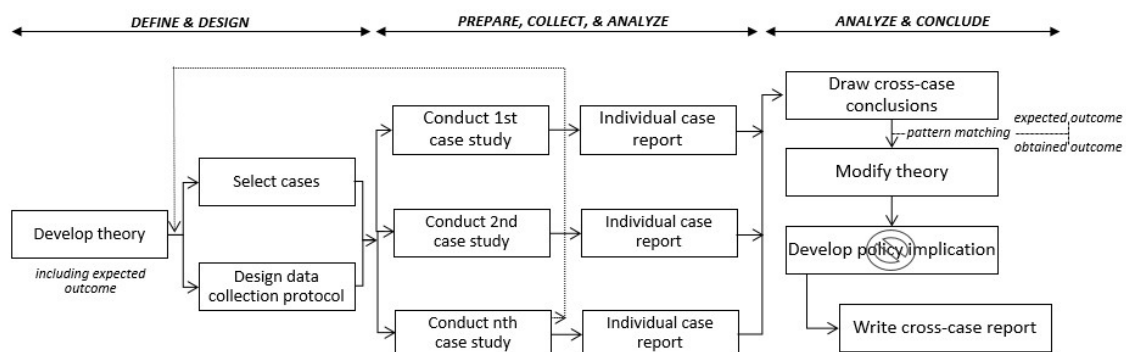 DEFINE & DESIGN
PREPARE, COLLECT, & ANALYZE
ANALYZE & CONCLUDE
Develop theory
including expected
outcome
Select cases
Design data
collection protocol
Conduct 1st
case study
Individual case
report
Conduct 2nd
case study
Individual case
report
Conduct nth
case study
Individual case
report
Draw cross-case
conclusions
pattern matching
expected outcome
obtained outcome
Modify theory
Develop policy implication
Write cross-case report